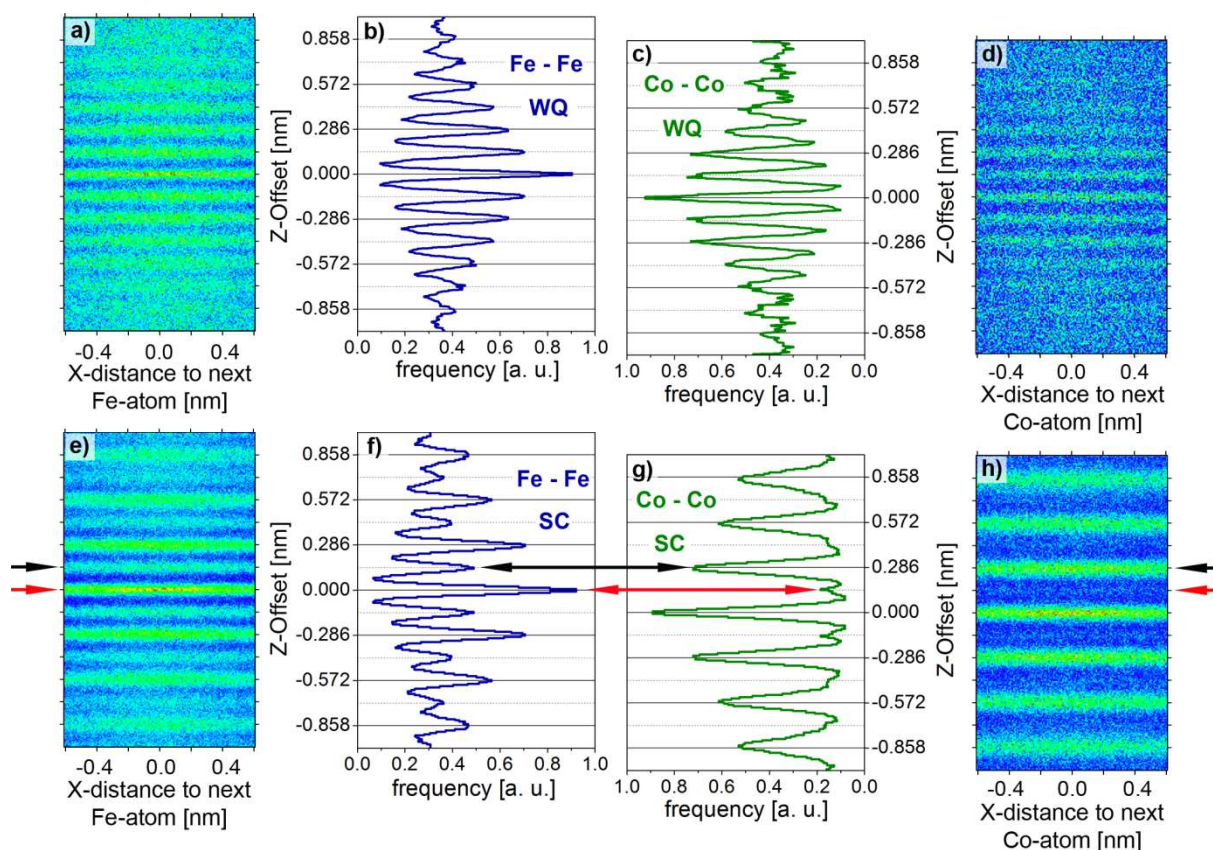 a)
b)
c)
d)
0.858
0.572
0.286
0.000
-0.286
-0.572
-0.858
Z-Offset [nm]
Fe - Fe
WQ
Co - Co
WQ
0.858
0.572
0.286
0.000
-0.286
-0.572
-0.858
Z-Offset [nm]
-0.4 0.0 0.4
X-distance to next
Fe-atom [nm]
0.0 0.2 0.4 0.6 0.8 1.0
frequency [a. u.]
1.0 0.8 0.6 0.4 0.2 0.0
frequency [a. u.]
-0.4 0.0 0.4
X-distance to next
Co-atom [nm]
e)
f)
g)
h)
0.858
0.572
0.286
0.000
-0.286
-0.572
-0.858
Z-Offset [nm]
Fe - Fe
SC
Co - Co
SC
0.858
0.572
0.286
0.000
-0.286
-0.572
-0.858
Z-Offset [nm]
-0.4 0.0 0.4
X-distance to next
Fe-atom [nm]
0.0 0.2 0.4 0.6 0.8 1.0
frequency [a. u.]
1.0 0.8 0.6 0.4 0.2 0.0
frequency [a. u.]
-0.4 0.0 0.4
X-distance to next
Co-atom [nm]